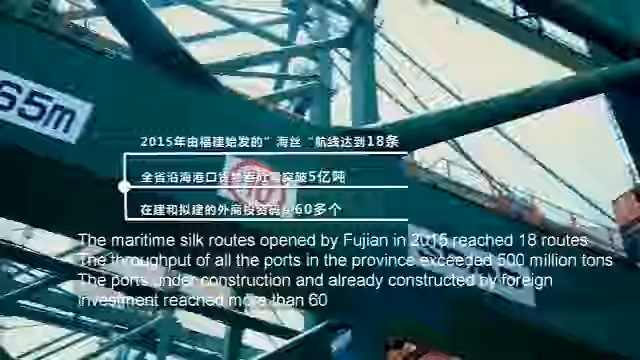 65m
2015年由福建始发的"海丝"航线达到18条
全省沿海港口货物吞吐量突破5亿吨
在建和拟建的外商投资码头60多个
The maritime silk routes opened by Fujian in 2015 reached 18 routes
The throughput of all the ports in the province exceeded 500 million tons
The ports under construction and already constructed by foreign
investment reached more than 60